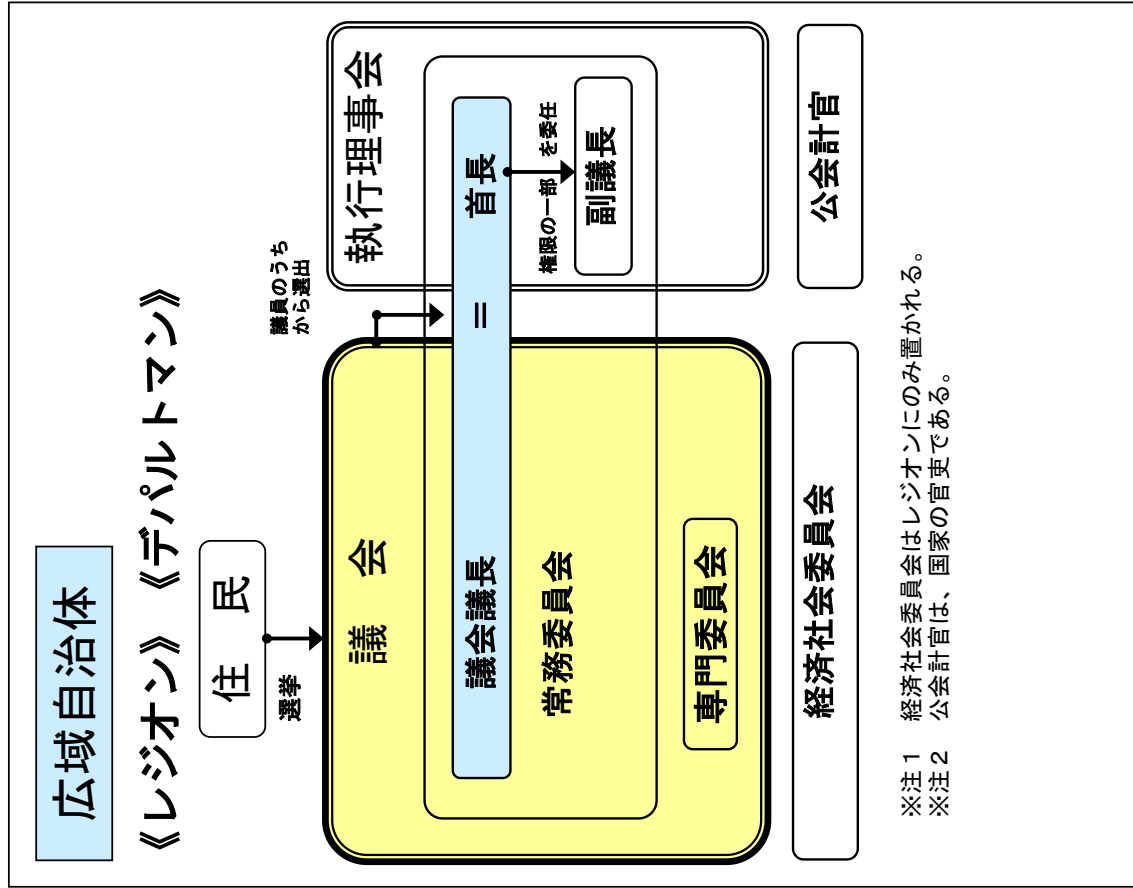 広域自治体
《レジオン》《デパルトマン》
住　民
選挙
議員のうち
から選出
議　会
執行理事会
議会議長　＝　首長
権限の一部　を委任
常務委員会
副議長
専門委員会
経済社会委員会
公会計官
※注１　経済社会委員会はレジオンにのみ置かれる。
※注２　公会計官は、国家の官吏である。